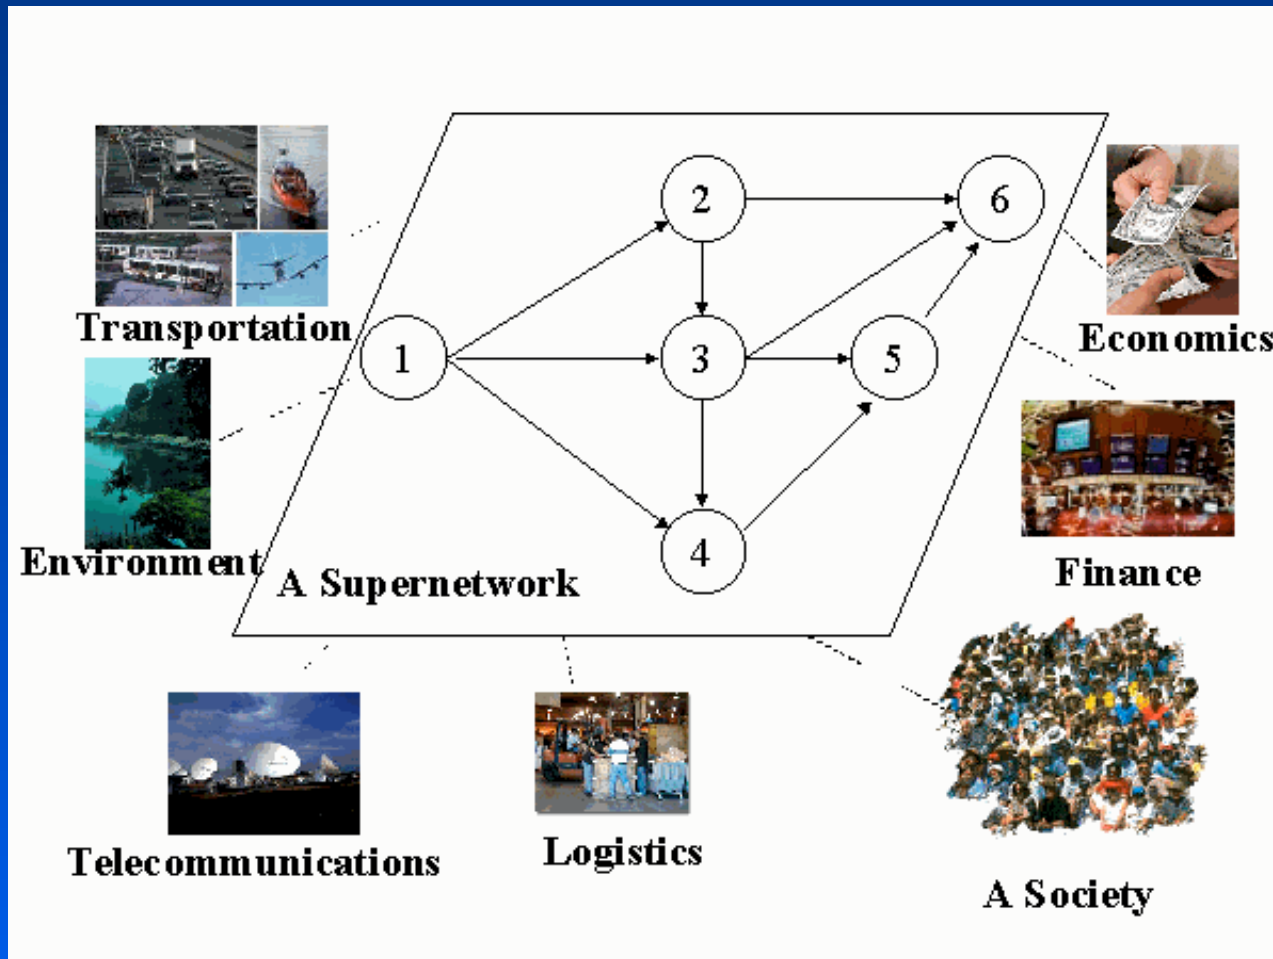 2
6
Transportation
1
3
5
Economics
4
Environment
A Supernetwork
Finance
Telecommunications
Logistics
A Society